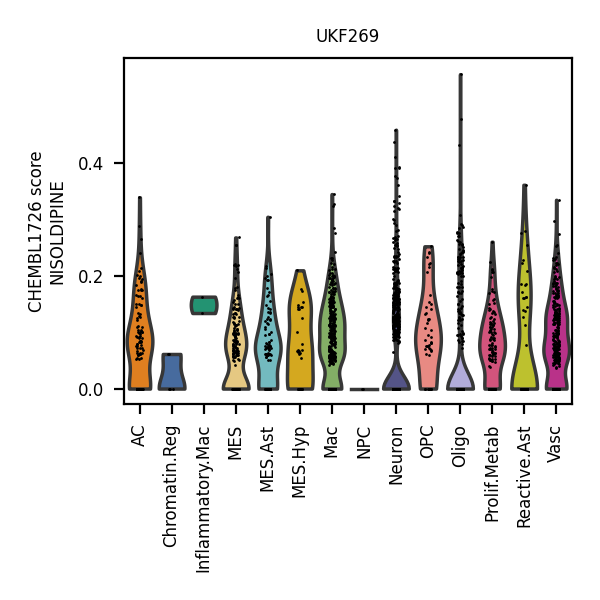 UKF269
CHEMBL1726 score
NISOLDIPINE
0.4
0.2
0.0
AC
Chromatin.Reg
Inflammatory.Mac
MES
MES.Ast
MES.Hyp
Mac
NPC
Neuron
OPC
Oligo
Prolif.Metab
Reactive.Ast
Vasc